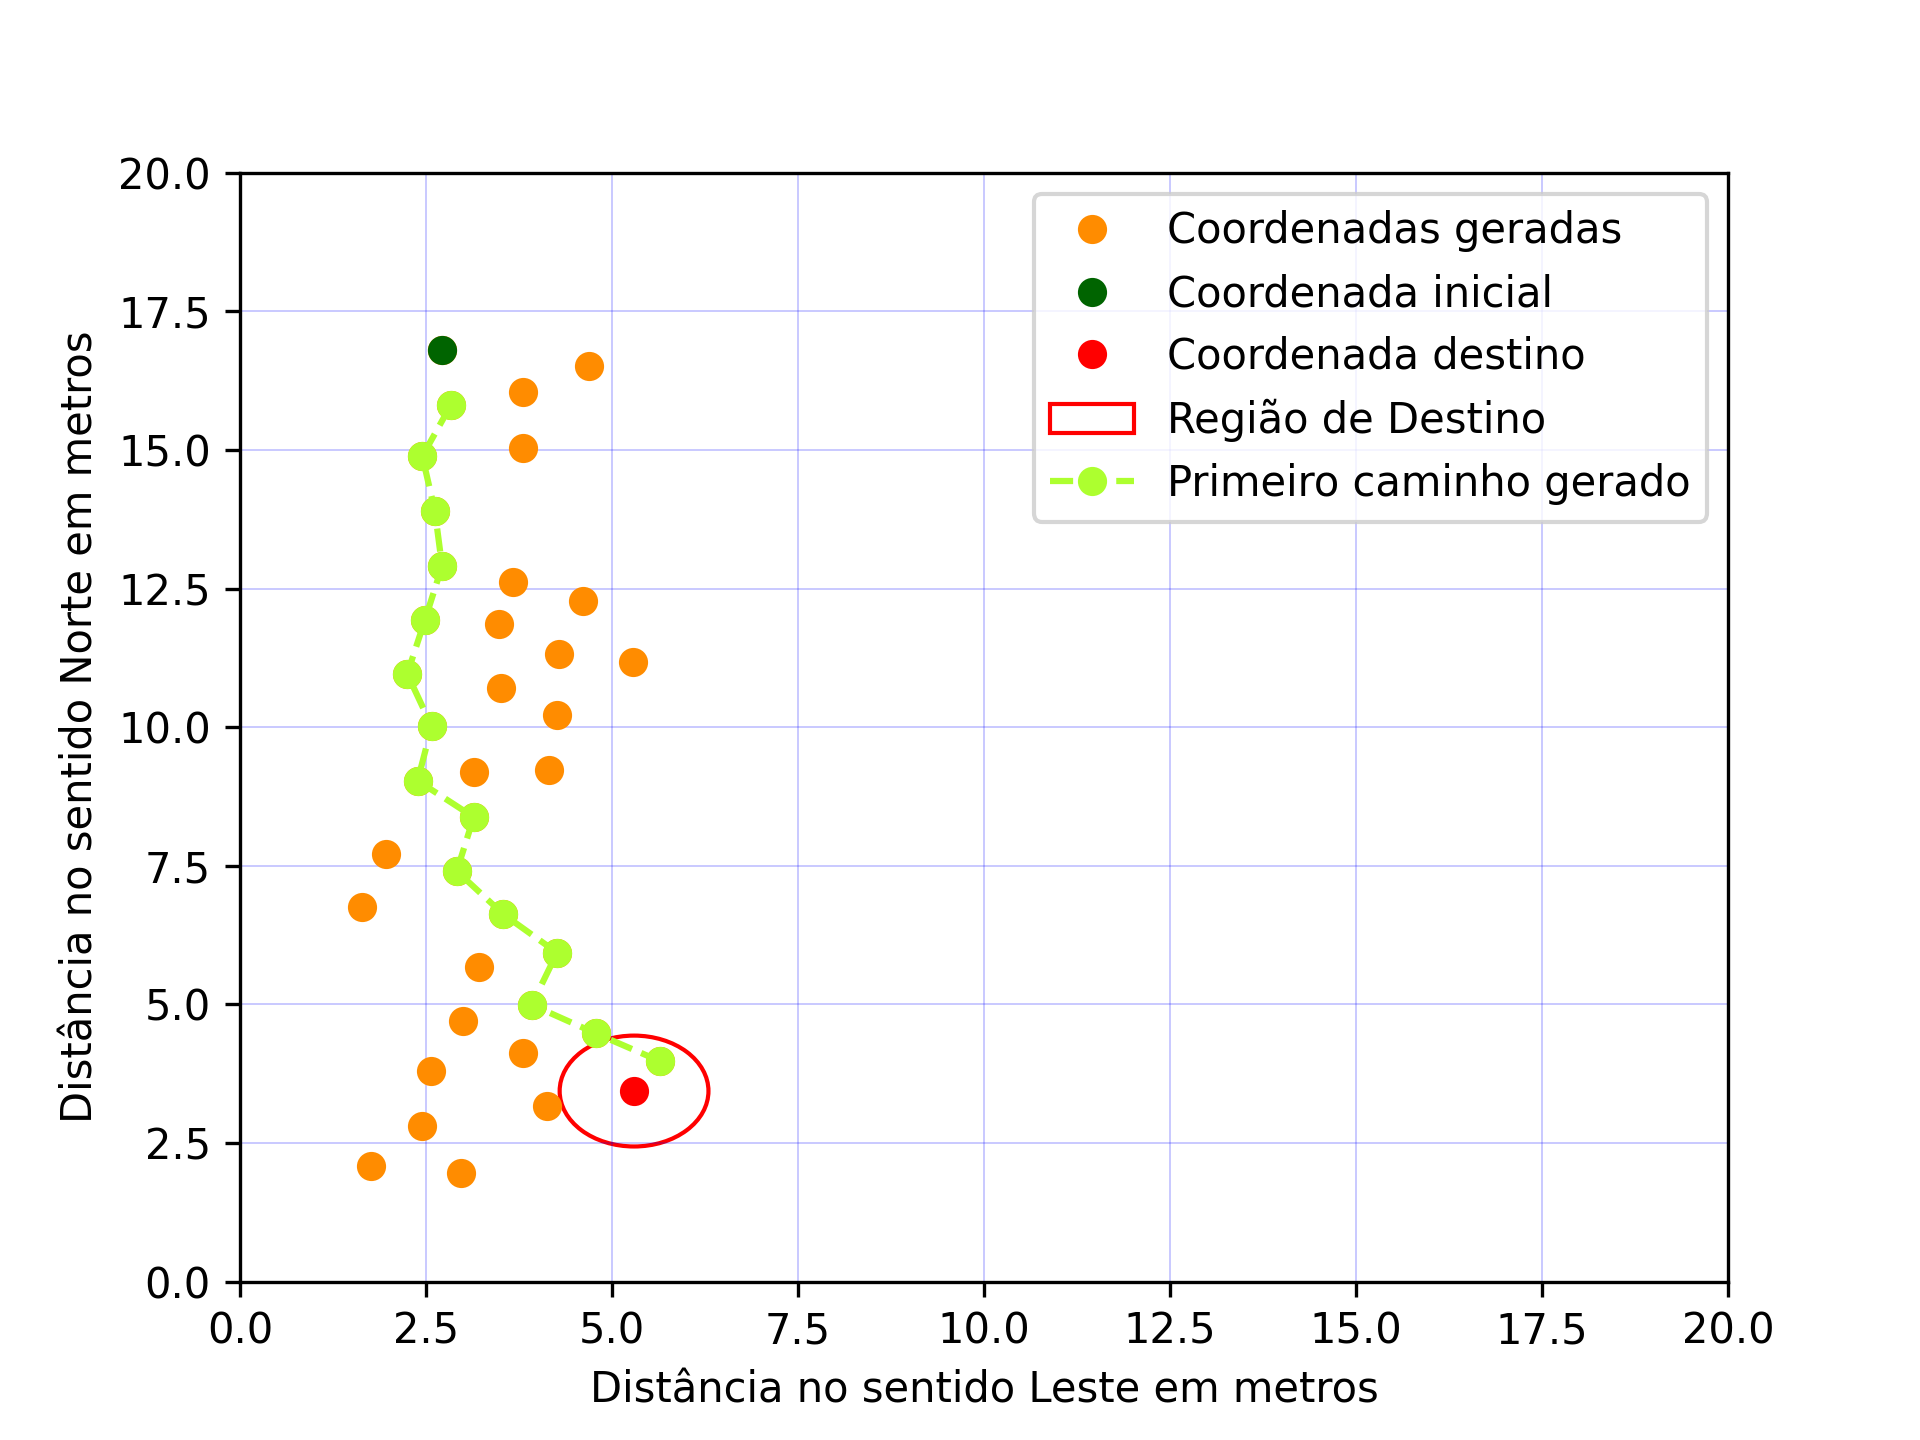 20.0
17.5
15.0
12.5
10.0
7.5
5.0
2.5
0.0
Distância no sentido Norte em metros
Coordenadas geradas
Coordenada inicial
Coordenada destino
Região de Destino
Primeiro caminho gerado
0.0 2.5 5.0 7.5 10.0 12.5 15.0 17.5 20.0
Distância no sentido Leste em metros